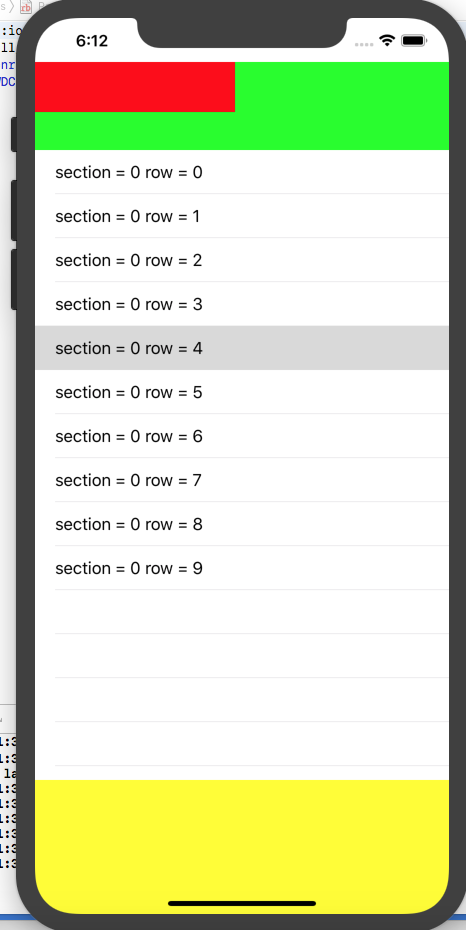 6:12
section = 0 row = 0
section = 0 row = 1
section = 0 row = 2
section = 0 row = 3
section = 0 row = 4
section = 0 row = 5
section = 0 row = 6
section = 0 row = 7
section = 0 row = 8
section = 0 row = 9